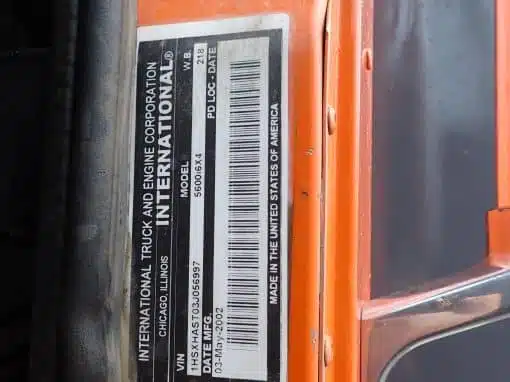 INTERNATIONAL TRUCK AND ENGINE CORPORATION
CHICAGO, ILLINOIS
INTERNATIONAL®
VIN
MODEL
W.B.
1HSXHAST03J056997
5600i6X4
218
DATE MFG.
PD LOC - DATE
03-May-2002
MADE IN THE UNITED STATES OF AMERICA